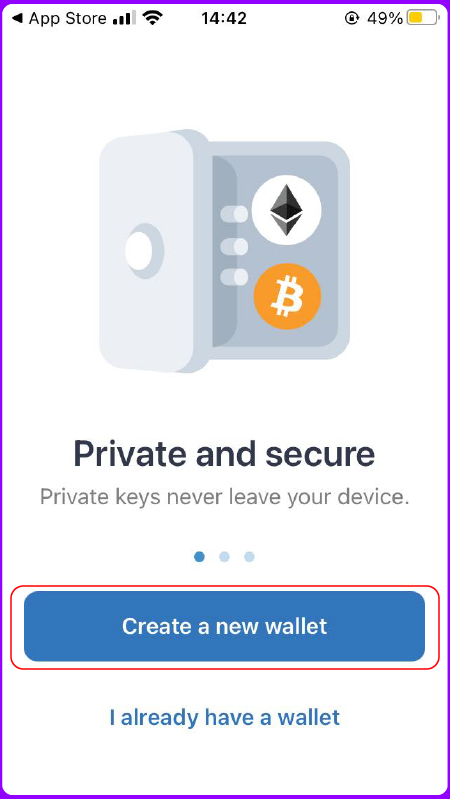 App Store 14:42 49%
Private and secure
Private keys never leave your device.
Create a new wallet
I already have a wallet